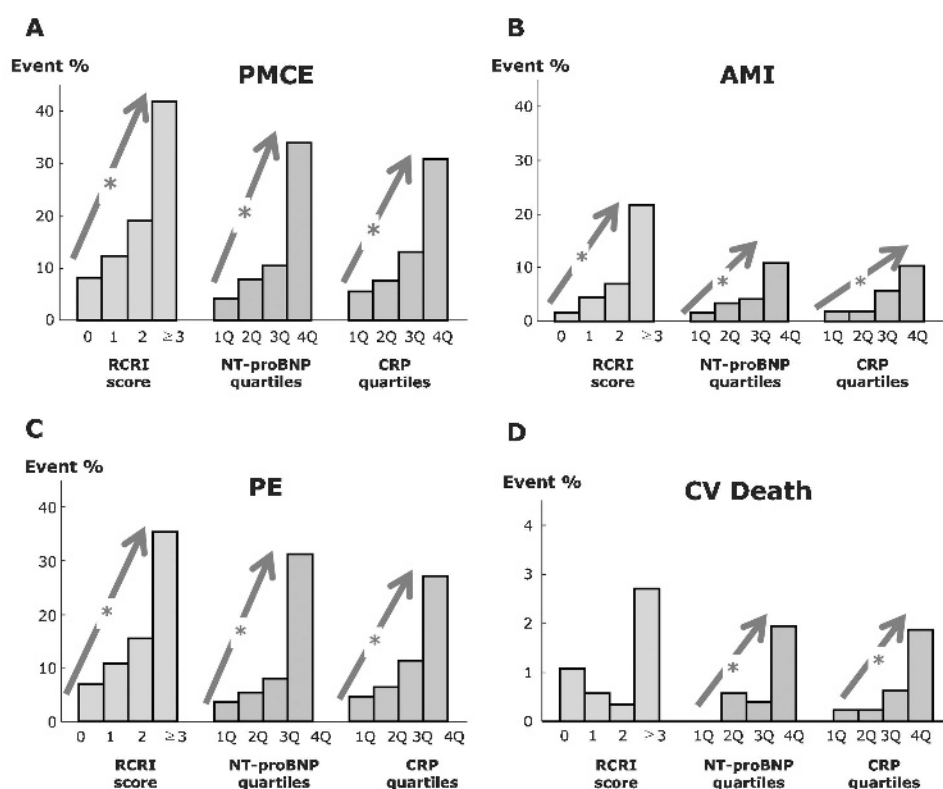 A
Event %
PMCE
40
30
20
10
0
0 1 2 ≥3
1Q 2Q 3Q 4Q
1Q 2Q 3Q 4Q
RCRI
score
NT-proBNP
quartiles
CRP
quartiles
*
*
*
B
Event %
AMI
40
30
20
10
0
0 1 2 ≥3
1Q 2Q 3Q 4Q
1Q 2Q 3Q 4Q
RCRI
score
NT-proBNP
quartiles
CRP
quartiles
*
*
*
C
Event %
PE
40
30
20
10
0
0 1 2 ≥3
1Q 2Q 3Q 4Q
1Q 2Q 3Q 4Q
RCRI
score
NT-proBNP
quartiles
CRP
quartiles
*
*
*
D
Event %
CV Death
4
3
2
1
0
0 1 2 >3
1Q 2Q 3Q 4Q
1Q 2Q 3Q 4Q
RCRI
score
NT-proBNP
quartiles
CRP
quartiles
*
*